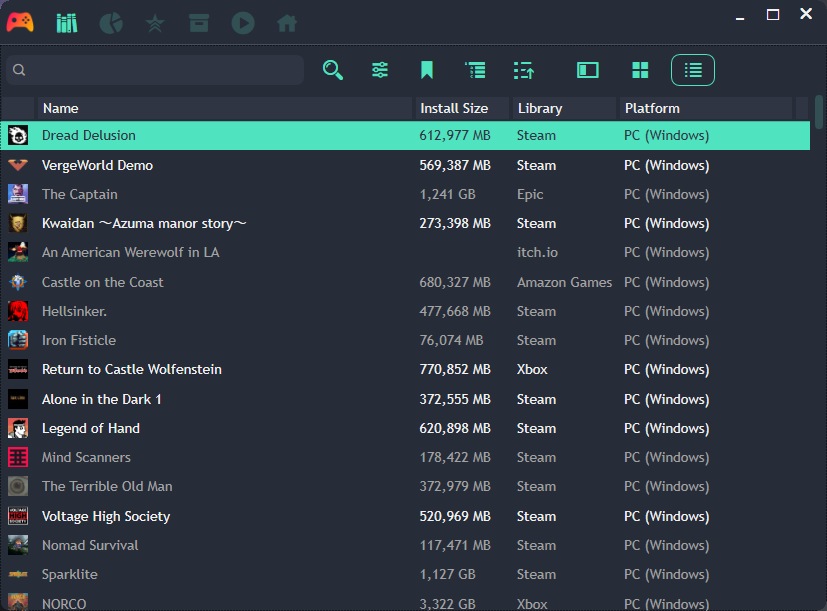 Name Install Size Library Platform
Dread Delusion 612,977 MB Steam PC (Windows)
VergeWorld Demo 569,387 MB Steam PC (Windows)
The Captain 1,241 GB Epic PC (Windows)
Kwaidan ～Azuma manor story～ 273,398 MB Steam PC (Windows)
An American Werewolf in LA itch.io PC (Windows)
Castle on the Coast 680,327 MB Amazon Games PC (Windows)
Hellsinker. 477,668 MB Steam PC (Windows)
Iron Fisticle 76,074 MB Steam PC (Windows)
Return to Castle Wolfenstein 770,852 MB Xbox PC (Windows)
Alone in the Dark 1 372,555 MB Steam PC (Windows)
Legend of Hand 620,898 MB Steam PC (Windows)
Mind Scanners 178,422 MB Steam PC (Windows)
The Terrible Old Man 372,979 MB Steam PC (Windows)
Voltage High Society 520,969 MB Steam PC (Windows)
Nomad Survival 117,471 MB Steam PC (Windows)
Sparklite 1,127 GB Steam PC (Windows)
NORCO 3,322 GB Xbox PC (Windows)